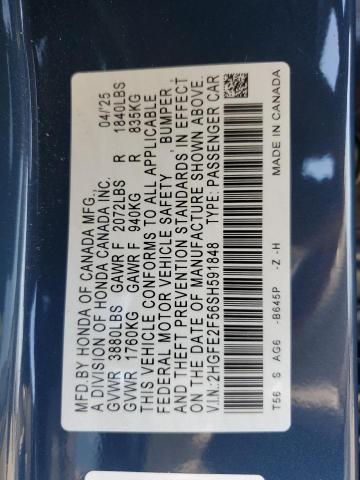 MFD.BY HONDA OF CANADA MFG.,
A DIVISION OF HONDA CANADA INC. 04/'25
GVWR 3880LBS GAWR F 2072LBS R 1840LBS
GVWR 1760KG GAWR F 940KG R 835KG
THIS VEHICLE CONFORMS TO ALL APPLICABLE
FEDERAL MOTOR VEHICLE SAFETY , BUMPER ,
AND THEFT PREVENTION STANDARDS IN EFFECT
ON THE DATE OF MANUFACTURE SHOWN ABOVE.
V.I.N.:2HGFE2F56SH591848 TYPE: PASSENGER CAR
T56 S AG6 -B645P -Z -H MADE IN CANADA